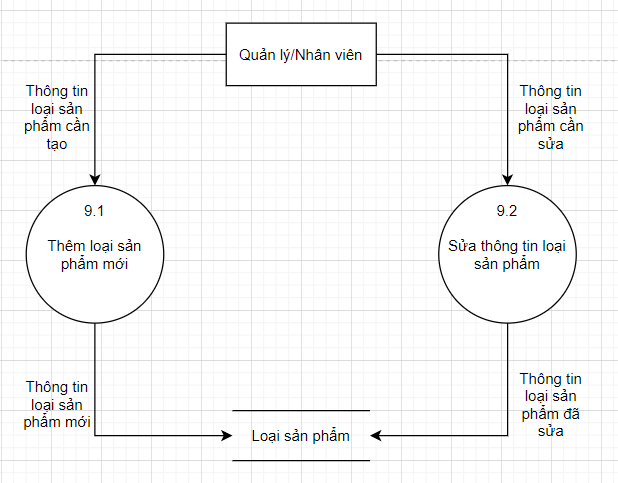 Quản lý/Nhân viên
Thông tin
loại sản
phẩm cần
tạo
Thông tin
loại sản
phẩm cần
sửa
9.1
Thêm loại sản
phẩm mới
9.2
Sửa thông tin loại
sản phẩm
Thông tin
loại sản
phẩm mới
Thông tin
loại sản
phẩm đã
sửa
Loại sản phẩm